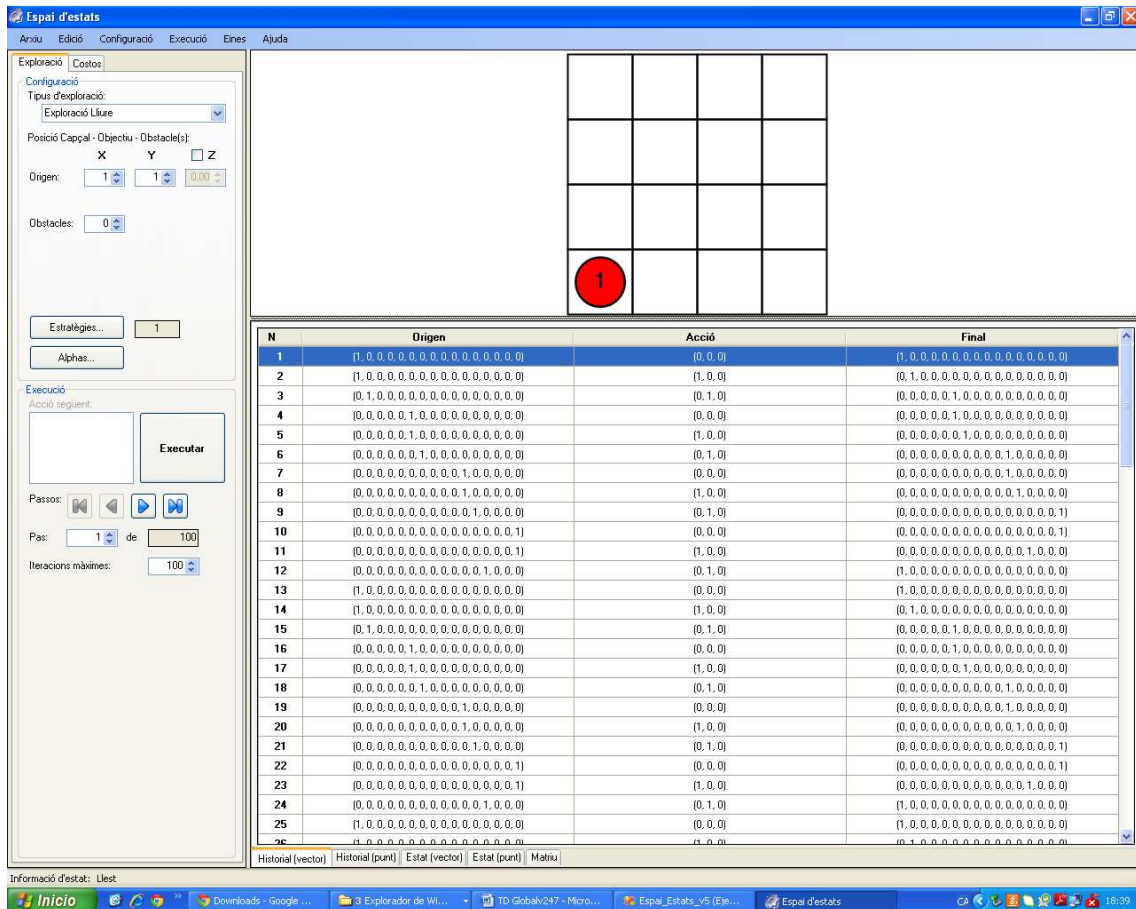 Espai d'estats
Arxiu Edició Configuració Execució Eines Ajuda
Exploració Costos
Configuració
Tipus d'exploració:
Exploració Lliure
Posició Capçal - Objectiu - Obstacle(s):
X Y Z
Origen: 1 1 0,00
Obstacles: 0
Estratègies... 1
Alphas...
Execució
Acció següent:
Executar
Passos:
Pas: 1 de 100
Iteracions màximes: 100
1
N Origen Acció Final
1 (1, 0, 0, 0, 0, 0, 0, 0, 0, 0, 0, 0, 0, 0, 0, 0) (0, 0, 0) (1, 0, 0, 0, 0, 0, 0, 0, 0, 0, 0, 0, 0, 0, 0, 0)
2 (1, 0, 0, 0, 0, 0, 0, 0, 0, 0, 0, 0, 0, 0, 0, 0) (1, 0, 0) (0, 1, 0, 0, 0, 0, 0, 0, 0, 0, 0, 0, 0, 0, 0, 0)
3 (0, 1, 0, 0, 0, 0, 0, 0, 0, 0, 0, 0, 0, 0, 0, 0) (0, 1, 0) (0, 0, 0, 0, 0, 1, 0, 0, 0, 0, 0, 0, 0, 0, 0, 0)
4 (0, 0, 0, 0, 0, 1, 0, 0, 0, 0, 0, 0, 0, 0, 0, 0) (0, 0, 0) (0, 0, 0, 0, 0, 1, 0, 0, 0, 0, 0, 0, 0, 0, 0, 0)
5 (0, 0, 0, 0, 0, 1, 0, 0, 0, 0, 0, 0, 0, 0, 0, 0) (1, 0, 0) (0, 0, 0, 0, 0, 0, 1, 0, 0, 0, 0, 0, 0, 0, 0, 0)
6 (0, 0, 0, 0, 0, 0, 1, 0, 0, 0, 0, 0, 0, 0, 0, 0) (0, 1, 0) (0, 0, 0, 0, 0, 0, 0, 0, 0, 0, 1, 0, 0, 0, 0, 0)
7 (0, 0, 0, 0, 0, 0, 0, 0, 0, 0, 1, 0, 0, 0, 0, 0) (0, 0, 0) (0, 0, 0, 0, 0, 0, 0, 0, 0, 0, 1, 0, 0, 0, 0, 0)
8 (0, 0, 0, 0, 0, 0, 0, 0, 0, 0, 1, 0, 0, 0, 0, 0) (1, 0, 0) (0, 0, 0, 0, 0, 0, 0, 0, 0, 0, 0, 1, 0, 0, 0, 0)
9 (0, 0, 0, 0, 0, 0, 0, 0, 0, 0, 0, 1, 0, 0, 0, 0) (0, 1, 0) (0, 0, 0, 0, 0, 0, 0, 0, 0, 0, 0, 0, 0, 0, 0, 1)
10 (0, 0, 0, 0, 0, 0, 0, 0, 0, 0, 0, 0, 0, 0, 0, 1) (0, 0, 0) (0, 0, 0, 0, 0, 0, 0, 0, 0, 0, 0, 0, 0, 0, 0, 1)
11 (0, 0, 0, 0, 0, 0, 0, 0, 0, 0, 0, 0, 0, 0, 0, 1) (1, 0, 0) (0, 0, 0, 0, 0, 0, 0, 0, 0, 0, 0, 0, 1, 0, 0, 0)
12 (0, 0, 0, 0, 0, 0, 0, 0, 0, 0, 0, 0, 1, 0, 0, 0) (0, 1, 0) (1, 0, 0, 0, 0, 0, 0, 0, 0, 0, 0, 0, 0, 0, 0, 0)
13 (1, 0, 0, 0, 0, 0, 0, 0, 0, 0, 0, 0, 0, 0, 0, 0) (0, 0, 0) (1, 0, 0, 0, 0, 0, 0, 0, 0, 0, 0, 0, 0, 0, 0, 0)
14 (1, 0, 0, 0, 0, 0, 0, 0, 0, 0, 0, 0, 0, 0, 0, 0) (1, 0, 0) (0, 1, 0, 0, 0, 0, 0, 0, 0, 0, 0, 0, 0, 0, 0, 0)
15 (0, 1, 0, 0, 0, 0, 0, 0, 0, 0, 0, 0, 0, 0, 0, 0) (0, 1, 0) (0, 0, 0, 0, 0, 1, 0, 0, 0, 0, 0, 0, 0, 0, 0, 0)
16 (0, 0, 0, 0, 0, 1, 0, 0, 0, 0, 0, 0, 0, 0, 0, 0) (0, 0, 0) (0, 0, 0, 0, 0, 1, 0, 0, 0, 0, 0, 0, 0, 0, 0, 0)
17 (0, 0, 0, 0, 0, 1, 0, 0, 0, 0, 0, 0, 0, 0, 0, 0) (1, 0, 0) (0, 0, 0, 0, 0, 0, 1, 0, 0, 0, 0, 0, 0, 0, 0, 0)
18 (0, 0, 0, 0, 0, 0, 1, 0, 0, 0, 0, 0, 0, 0, 0, 0) (0, 1, 0) (0, 0, 0, 0, 0, 0, 0, 0, 0, 0, 1, 0, 0, 0, 0, 0)
19 (0, 0, 0, 0, 0, 0, 0, 0, 0, 0, 1, 0, 0, 0, 0, 0) (0, 0, 0) (0, 0, 0, 0, 0, 0, 0, 0, 0, 0, 1, 0, 0, 0, 0, 0)
20 (0, 0, 0, 0, 0, 0, 0, 0, 0, 0, 1, 0, 0, 0, 0, 0) (1, 0, 0) (0, 0, 0, 0, 0, 0, 0, 0, 0, 0, 0, 1, 0, 0, 0, 0)
21 (0, 0, 0, 0, 0, 0, 0, 0, 0, 0, 0, 1, 0, 0, 0, 0) (0, 1, 0) (0, 0, 0, 0, 0, 0, 0, 0, 0, 0, 0, 0, 0, 0, 0, 1)
22 (0, 0, 0, 0, 0, 0, 0, 0, 0, 0, 0, 0, 0, 0, 0, 1) (0, 0, 0) (0, 0, 0, 0, 0, 0, 0, 0, 0, 0, 0, 0, 0, 0, 0, 1)
23 (0, 0, 0, 0, 0, 0, 0, 0, 0, 0, 0, 0, 0, 0, 0, 1) (1, 0, 0) (0, 0, 0, 0, 0, 0, 0, 0, 0, 0, 0, 0, 1, 0, 0, 0)
24 (0, 0, 0, 0, 0, 0, 0, 0, 0, 0, 0, 0, 1, 0, 0, 0) (0, 1, 0) (1, 0, 0, 0, 0, 0, 0, 0, 0, 0, 0, 0, 0, 0, 0, 0)
25 (1, 0, 0, 0, 0, 0, 0, 0, 0, 0, 0, 0, 0, 0, 0, 0) (0, 0, 0) (1, 0, 0, 0, 0, 0, 0, 0, 0, 0, 0, 0, 0, 0, 0, 0)
Historial (vector) Historial (punt) Estat (vector) Estat (punt) Matriu
Informació d'estat: Llest
Inicio Downloads - Google ... 3 Explorador de Wi... TD Globalv247 - Micro... Espai_Estats_v5 (Eje... Espai d'estats CA 18:39